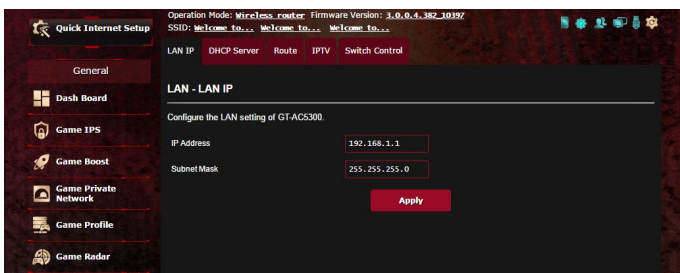 Quick Internet Setup
Operation Mode: Wireless router Firmware Version: 3.0.0.4.382_10397
SSID: Welcome to... Welcome to... Welcome to...
LAN IP DHCP Server Route IPTV Switch Control
General
Dash Board
Game IPS
Game Boost
Game Private
Network
Game Profile
Game Radar
LAN - LAN IP
Configure the LAN setting of GT-AC5300.
IP Address 192.168.1.1
Subnet Mask 255.255.255.0
Apply